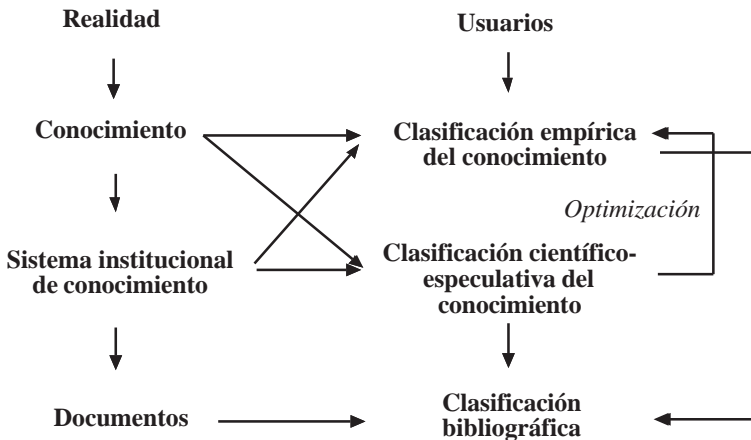 Realidad
Usuarios
Conocimiento
Clasificación empírica
del conocimiento
Optimización
Sistema institucional
de conocimiento
Clasificación científico-
especulativa del
conocimiento
Documentos
Clasificación
bibliográfica